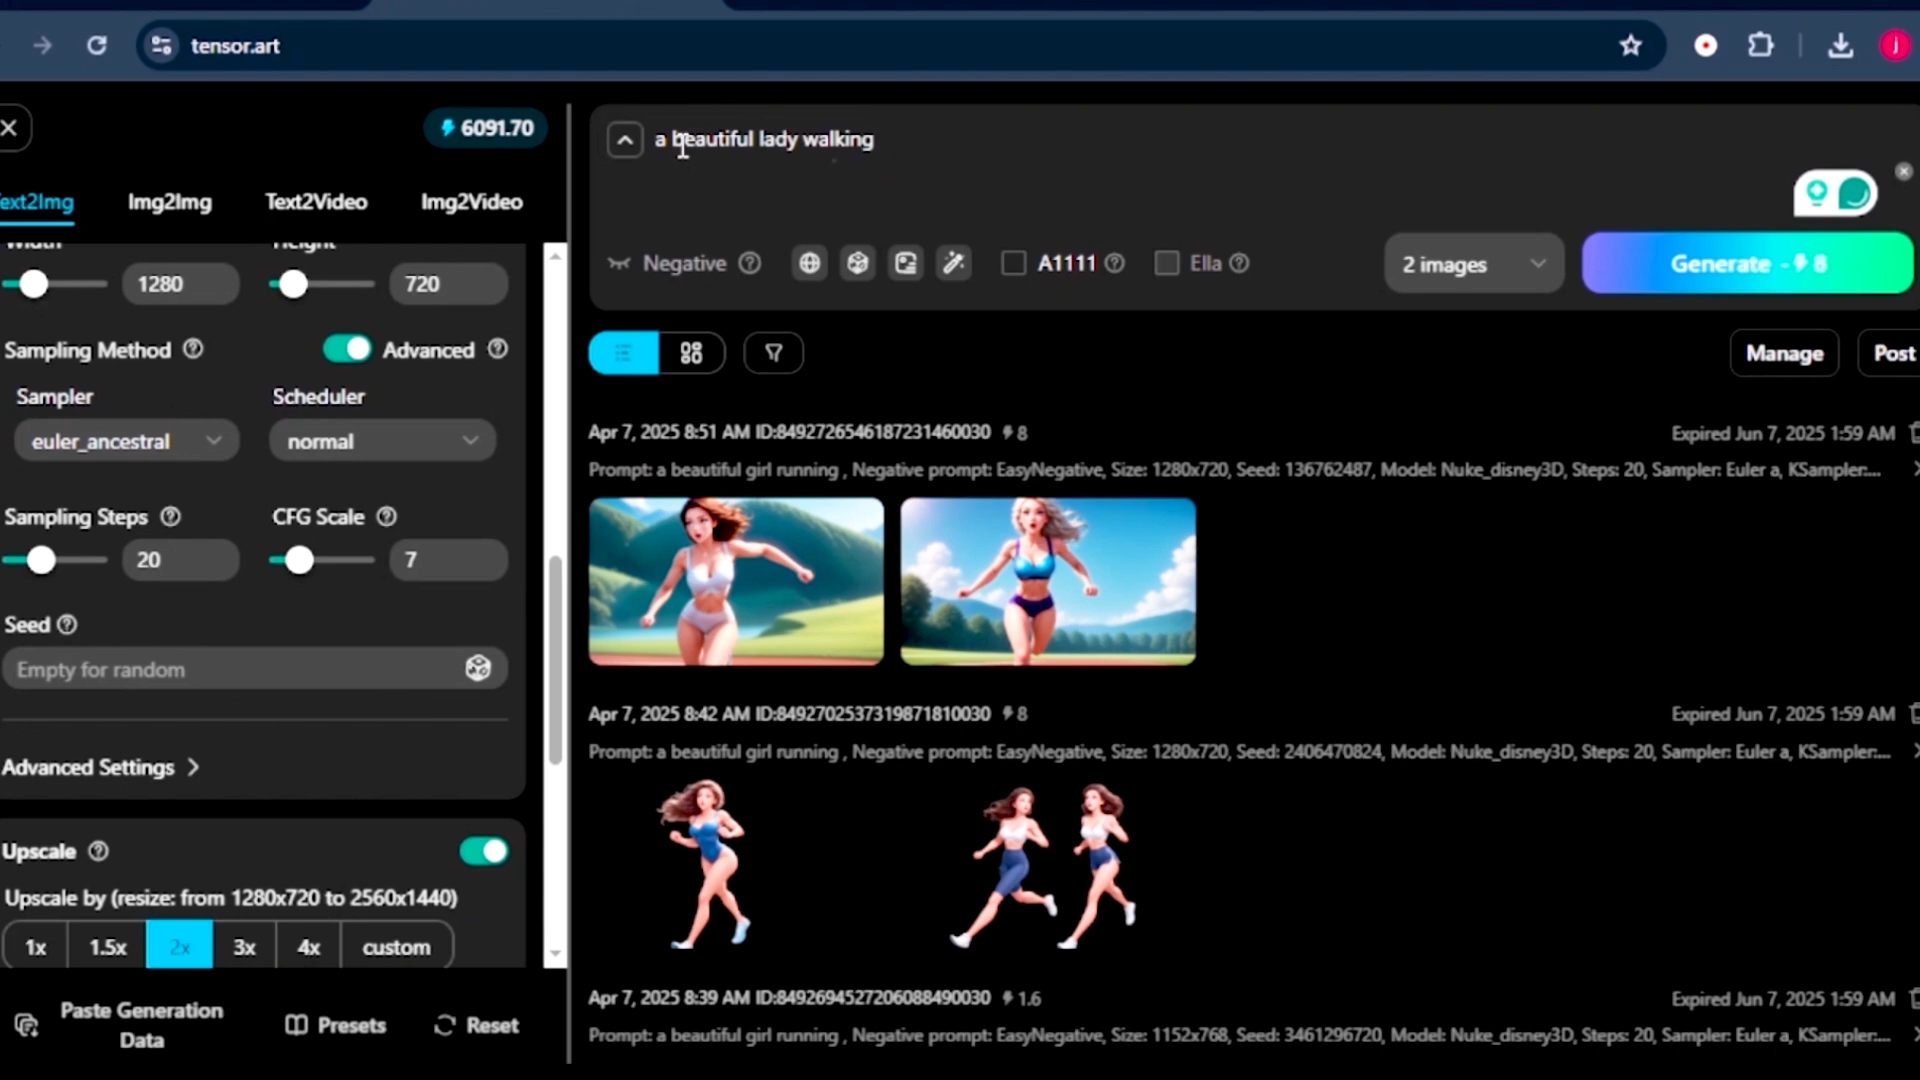 tensor.art
j
6091.70
Text2Img Img2Img Text2Video Img2Video
Width Height
1280 720
Sampling Method Advanced
Sampler Scheduler
euler_ancestral normal
Sampling Steps CFG Scale
20 7
Seed
Empty for random
Advanced Settings
Upscale
Upscale by (resize: from 1280x720 to 2560x1440)
1x 1.5x 2x 3x 4x custom
Paste Generation
Data
Presets Reset
a beautiful lady walking
Negative A1111 Ella 2 images Generate - 8
Manage Post
Apr 7, 2025 8:51 AM ID:8492726546187231460030 8 Expired Jun 7, 2025 1:59 AM
Prompt: a beautiful girl running , Negative prompt: EasyNegative, Size: 1280x720, Seed: 136762487, Model: Nuke_disney3D, Steps: 20, Sampler: Euler a, KSampler:...
Apr 7, 2025 8:42 AM ID:8492702537319871810030 8 Expired Jun 7, 2025 1:59 AM
Prompt: a beautiful girl running , Negative prompt: EasyNegative, Size: 1280x720, Seed: 2406470824, Model: Nuke_disney3D, Steps: 20, Sampler: Euler a, KSampler:...
Apr 7, 2025 8:39 AM ID:849269452720608849​0030 1.6 Expired Jun 7, 2025 1:59 AM
Prompt: a beautiful girl running , Negative prompt: EasyNegative, Size: 1152x768, Seed: 3461296720, Model: Nuke_disney3D, Steps: 20, Sampler: Euler a, KSampler:...